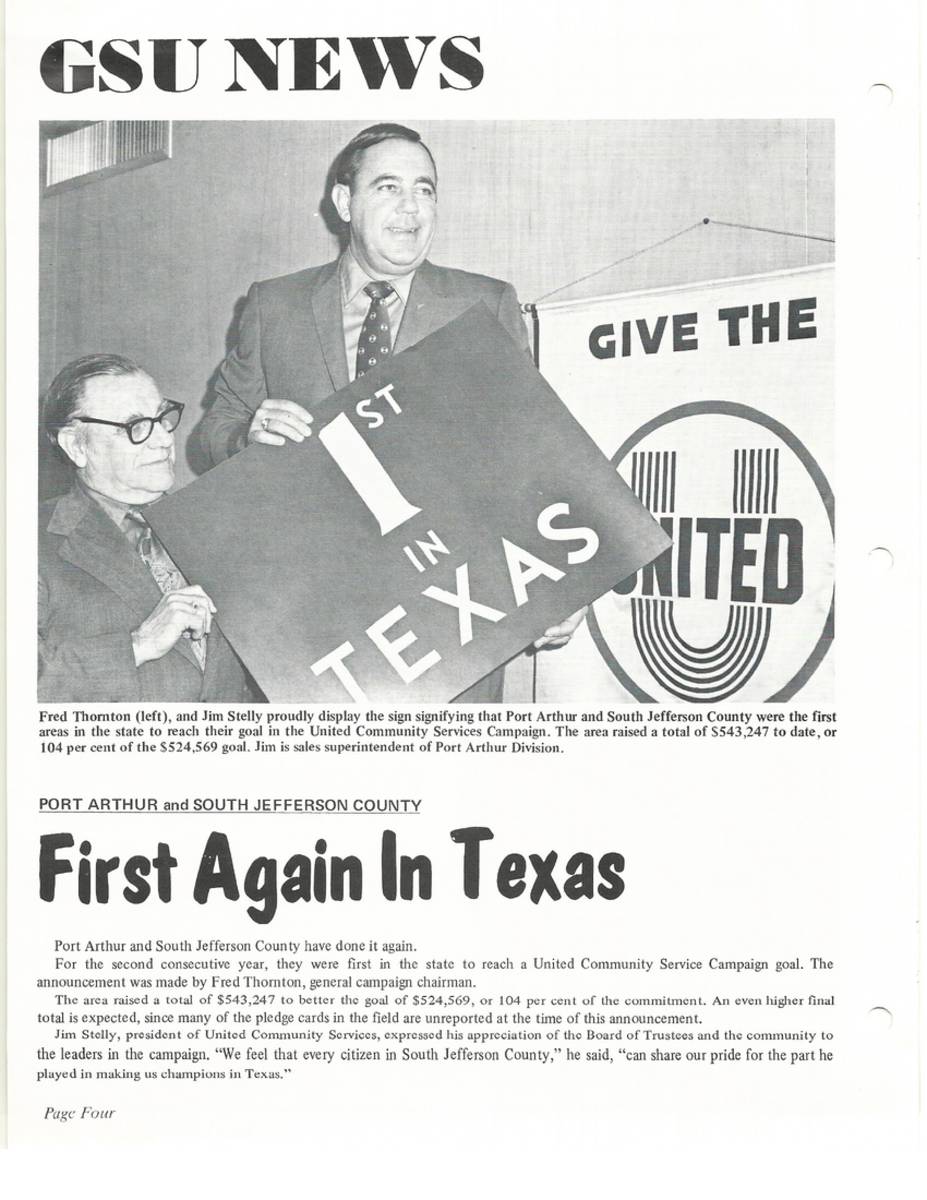 GSU NEWS
GIVE THE
UNITED
1ST
IN
TEXAS
Fred Thornton (left), and Jim Stelly proudly display the sign signifying that Port Arthur and South Jefferson County were the first
areas in the state to reach their goal in the United Community Services Campaign. The area raised a total of $543,247 to date, or
104 per cent of the $524,569 goal. Jim is sales superintendent of Port Arthur Division.
PORT ARTHUR and SOUTH JEFFERSON COUNTY
First Again In Texas
Port Arthur and South Jefferson County have done it again.
For the second consecutive year, they were first in the state to reach a United Community Service Campaign goal. The
announcement was made by Fred Thornton, general campaign chairman.
The area raised a total of $543,247 to better the goal of $524,569, or 104 per cent of the commitment. An even higher final
total is expected, since many of the pledge cards in the field are unreported at the time of this announcement.
Jim Stelly, president of United Community Services, expressed his appreciation of the Board of Trustees and the community to
the leaders in the campaign. “We feel that every citizen in South Jefferson County,” he said, “can share our pride for the part he
played in making us champions in Texas.”
Page Four